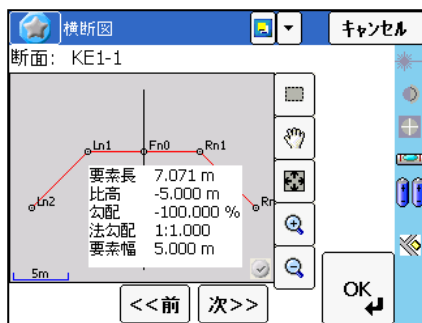 横断図
キャンセル
断面: KE1-1
Ln1
Fn0
Rn1
Ln2
Rn
要素長 7.071 m
比高 -5.000 m
勾配 -100.000 %
法勾配 1:1.000
要素幅 5.000 m
5m
<<前
次>>
OK